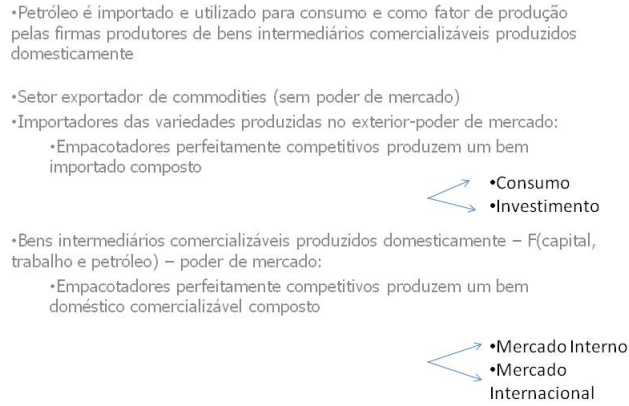 •Petróleo é importado e utilizado para consumo e como fator de produção
pelas firmas produtores de bens intermediários comercializáveis produzidos
domesticamente
•Setor exportador de commodities (sem poder de mercado)
•Importadores das variedades produzidas no exterior-poder de mercado:
•Empacotadores perfeitamente competitivos produzem um bem
importado composto
•Consumo
•Investimento
•Bens intermediários comercializáveis produzidos domesticamente – F(capital,
trabalho e petróleo) – poder de mercado:
•Empacotadores perfeitamente competitivos produzem um bem
doméstico comercializável composto
•Mercado Interno
•Mercado
Internacional